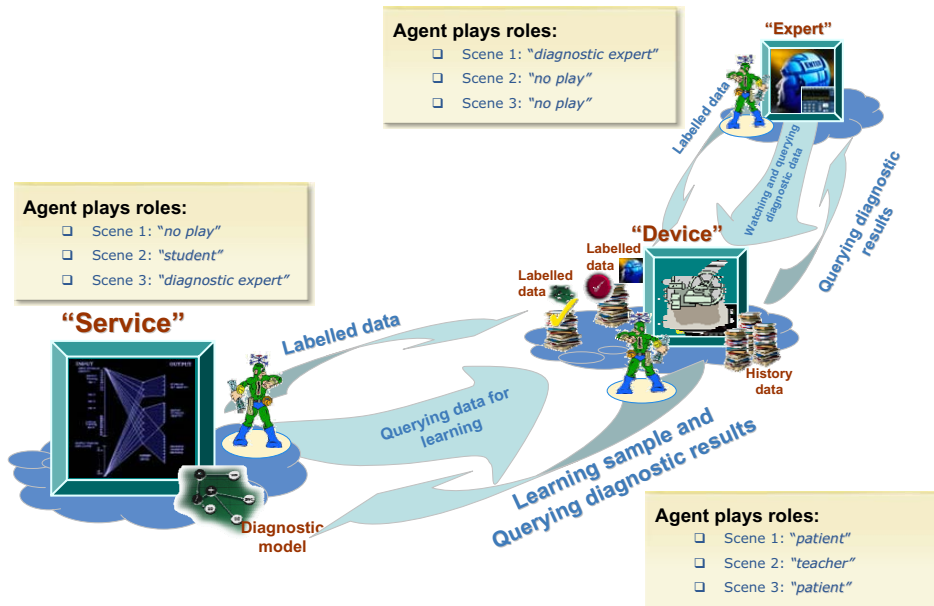 Agent plays roles:
❑ Scene 1: “diagnostic expert”
❑ Scene 2: “no play”
❑ Scene 3: “no play”
“Expert”
Labelled data
Watching and querying
diagnostic data
Querying diagnostic
results
Agent plays roles:
❑ Scene 1: “no play”
❑ Scene 2: “student”
❑ Scene 3: “diagnostic expert”
“Device”
Labelled
data
Labelled
data
History
data
“Service”
INPUT
OUTPUT
Labelled data
Querying data for
learning
Learning sample and
Querying diagnostic results
Diagnostic
model
Agent plays roles:
❑ Scene 1: “patient”
❑ Scene 2: “teacher”
❑ Scene 3: “patient”